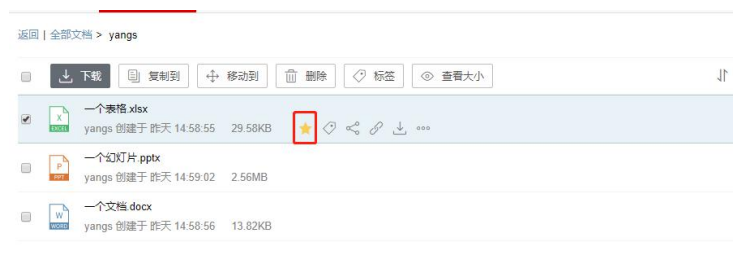 返回 | 全部文档 > yangs
下载 复制到 移动到 删除 标签 查看大小
一个表格.xlsx
X
EXCEL
yangs 创建于 昨天 14:58:55 29.58KB
一个幻灯片.pptx
P
PPT
yangs 创建于 昨天 14:59:02 2.56MB
一个文档.docx
W
WORD
yangs 创建于 昨天 14:58:56 13.82KB